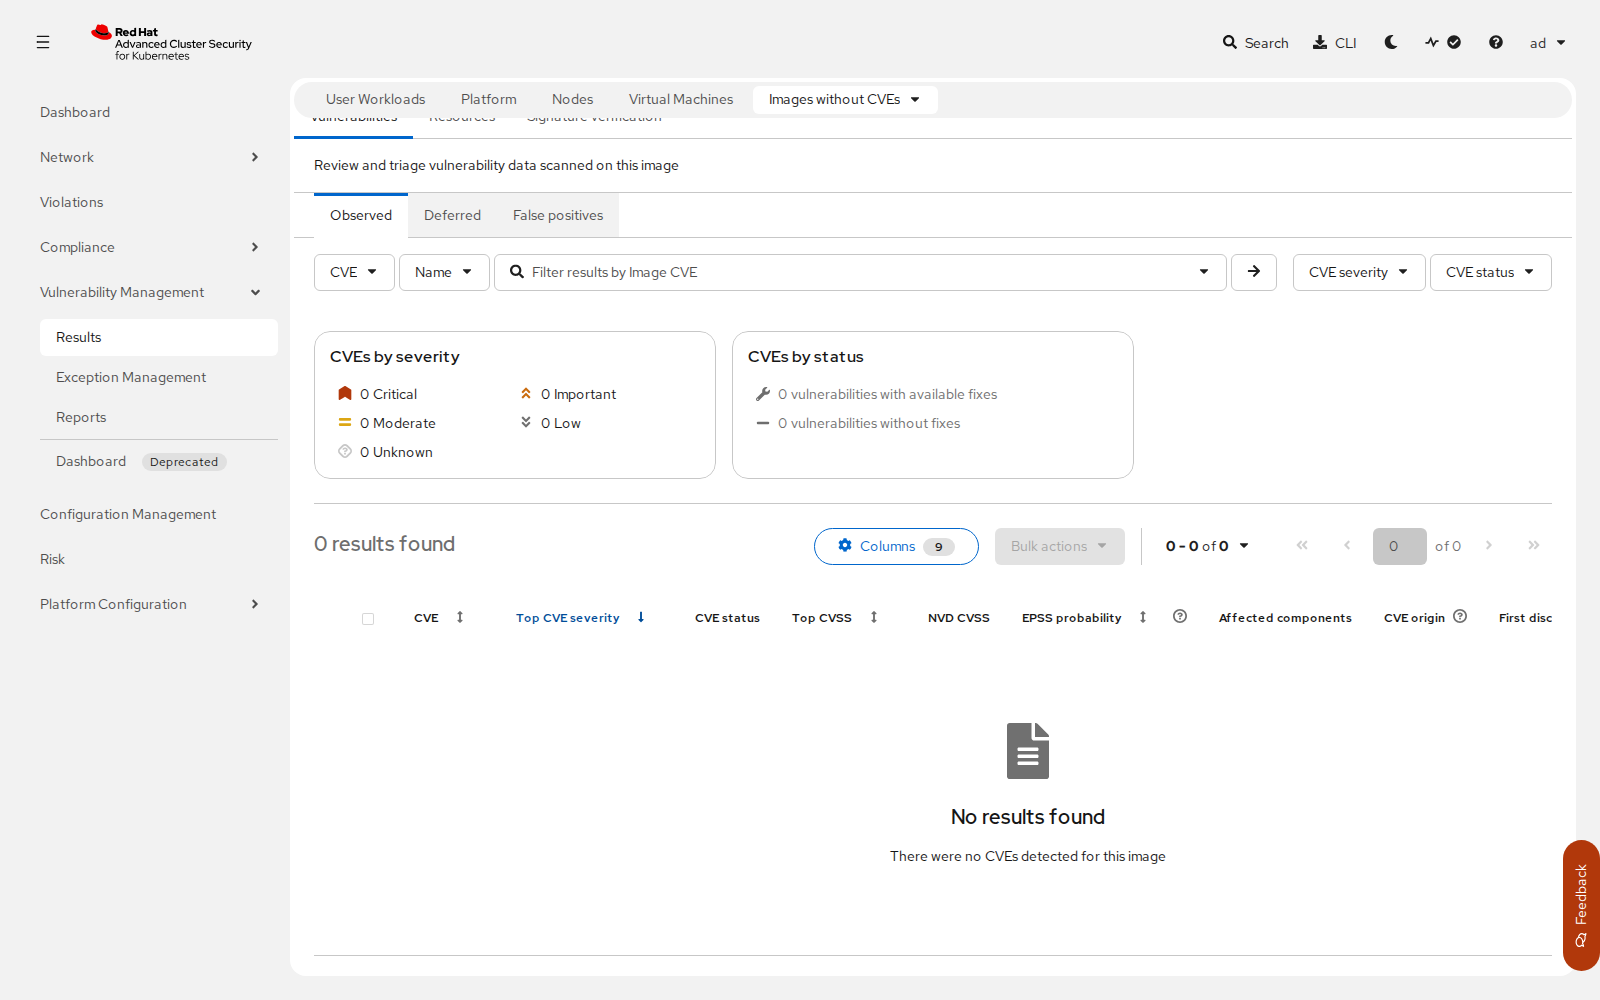 Red Hat
Advanced Cluster Security
for Kubernetes
Search
CLI
ad
Dashboard
Network
Violations
Compliance
Vulnerability Management
Results
Exception Management
Reports
Dashboard Deprecated
Configuration Management
Risk
Platform Configuration
User Workloads Platform Nodes Virtual Machines Images without CVEs
Vulnerabilities Resources Signature verification
Review and triage vulnerability data scanned on this image
Observed Deferred False positives
CVE Name Filter results by Image CVE CVE severity CVE status
CVEs by severity
0 Critical 0 Important
0 Moderate 0 Low
0 Unknown
CVEs by status
0 vulnerabilities with available fixes
0 vulnerabilities without fixes
0 results found Columns 9 Bulk actions 0 - 0 of 0 0 of 0
CVE Top CVE severity CVE status Top CVSS NVD CVSS EPSS probability Affected components CVE origin First disc
No results found
There were no CVEs detected for this image
Feedback